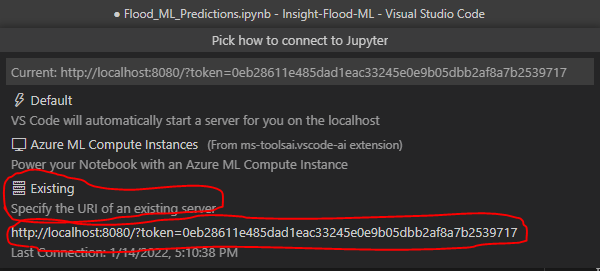 ● Flood_ML_Predictions.ipynb - Insight-Flood-ML - Visual Studio Code
Pick how to connect to Jupyter
Current: http://localhost:8080/?token=0eb28611e485dad1eac33245e0e9b05dbb2af8a7b2539717
Default
VS Code will automatically start a server for you on the localhost
Azure ML Compute Instances (From ms-toolsai.vscode-ai extension)
Power your Notebook with an Azure ML Compute Instance
Existing
Specify the URI of an existing server
http://localhost:8080/?token=0eb28611e485dad1eac33245e0e9b05dbb2af8a7b2539717
Last Connection: 1/14/2022, 5:10:38 PM